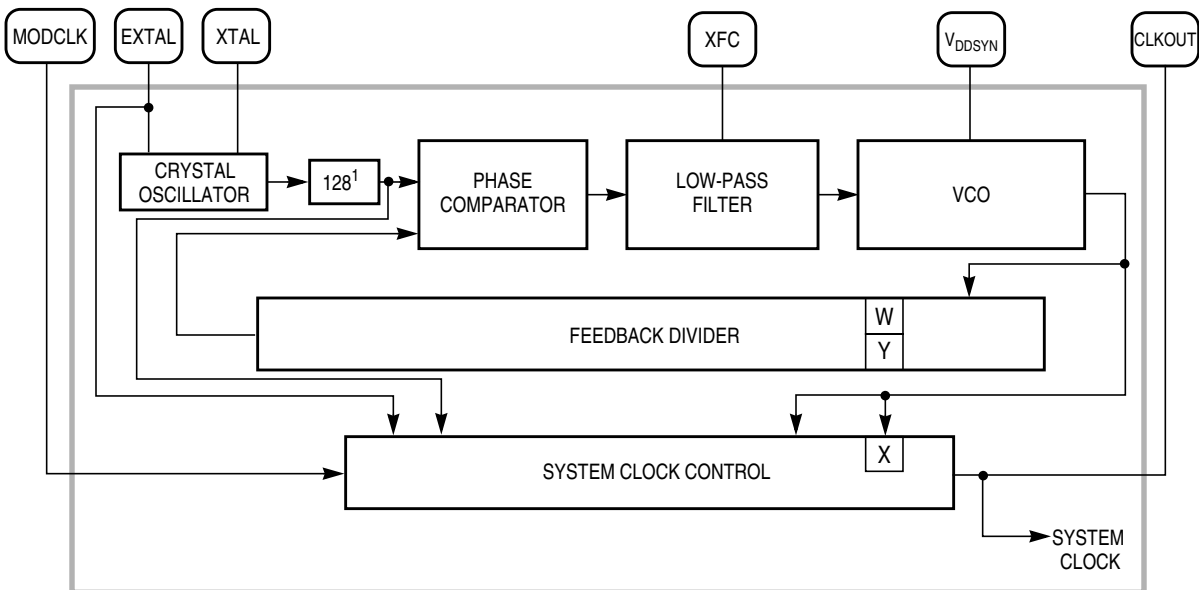 MODCLK
EXTAL
XTAL
XFC
VDDSYN
CLKOUT
CRYSTAL
OSCILLATOR
128¹
PHASE
COMPARATOR
LOW-PASS
FILTER
VCO
FEEDBACK DIVIDER
W
Y
SYSTEM CLOCK CONTROL
X
SYSTEM
CLOCK